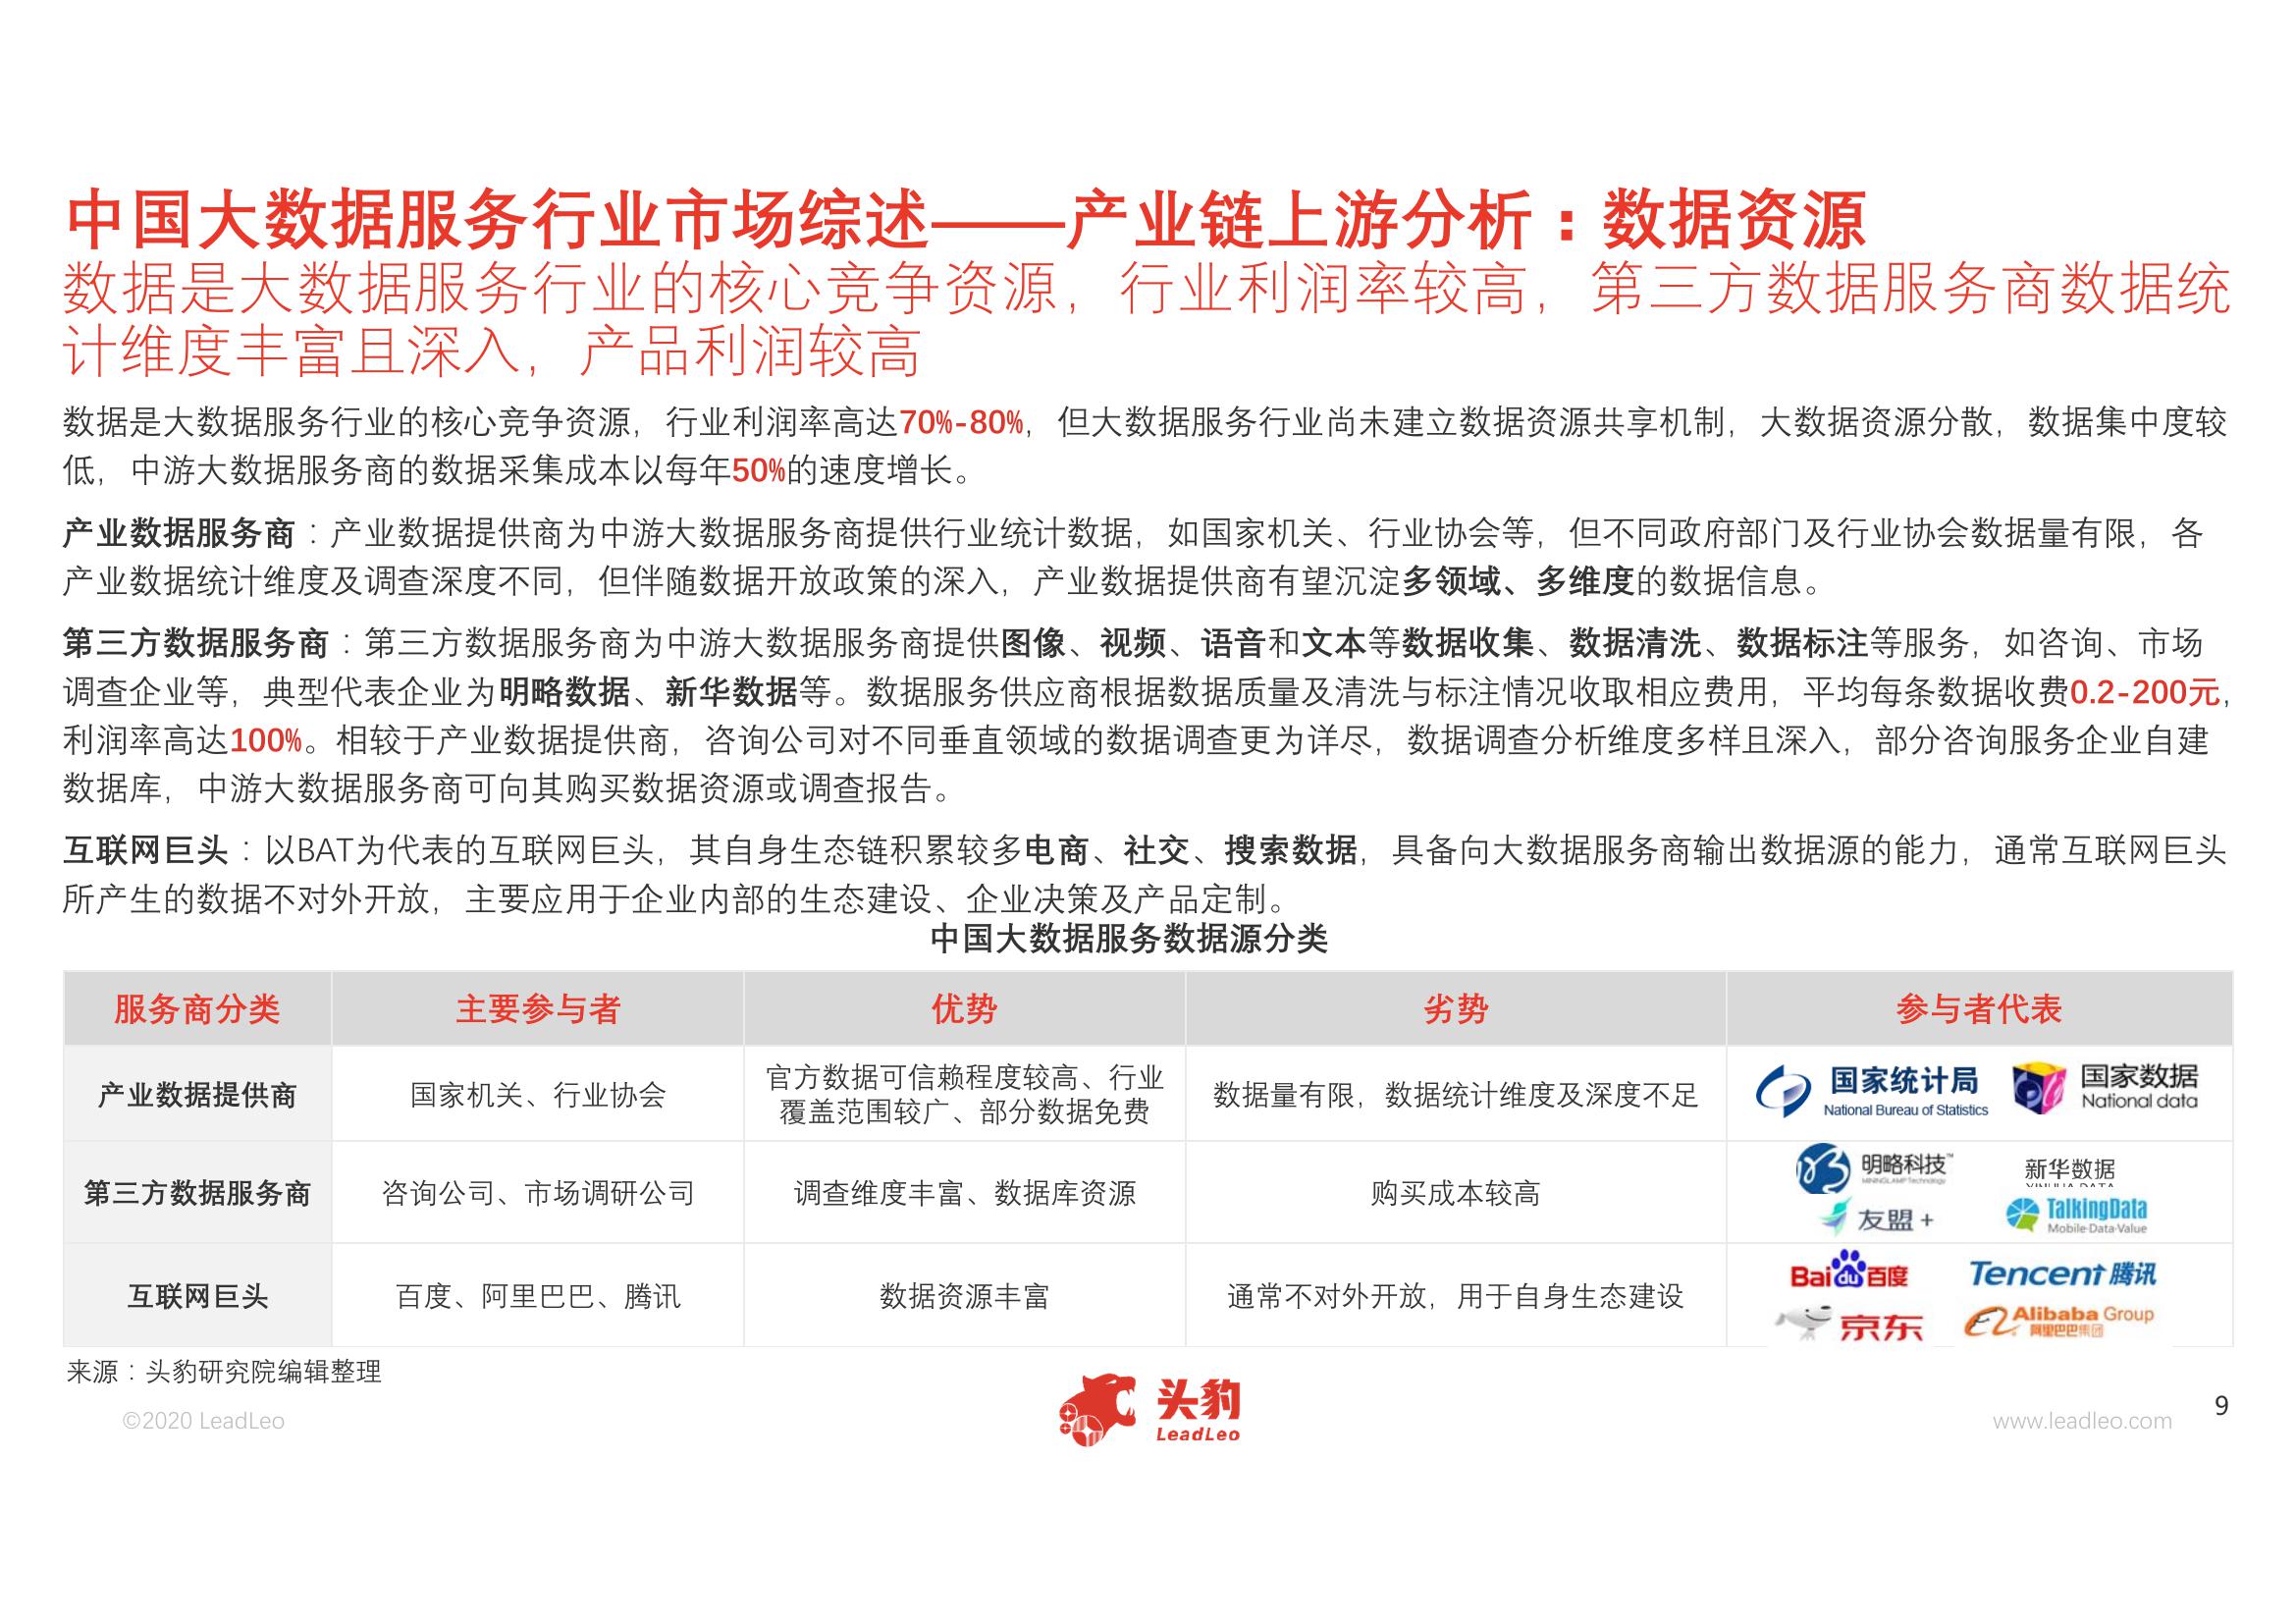 中国大数据服务行业市场综述——产业链上游分析：数据资源
数据是大数据服务行业的核心竞争资源，行业利润率较高，第三方数据服务商数据统
计维度丰富且深入，产品利润较高
数据是大数据服务行业的核心竞争资源，行业利润率高达70%-80%，但大数据服务行业尚未建立数据资源共享机制，大数据资源分散，数据集中度较
低，中游大数据服务商的数据采集成本以每年50%的速度增长。
产业数据服务商：产业数据提供商为中游大数据服务商提供行业统计数据，如国家机关、行业协会等，但不同政府部门及行业协会数据量有限，各
产业数据统计维度及调查深度不同，但伴随数据开放政策的深入，产业数据提供商有望沉淀多领域、多维度的数据信息。
第三方数据服务商：第三方数据服务商为中游大数据服务商提供图像、视频、语音和文本等数据收集、数据清洗、数据标注等服务，如咨询、市场
调查企业等，典型代表企业为明略数据、新华数据等。数据服务供应商根据数据质量及清洗与标注情况收取相应费用，平均每条数据收费0.2-200元，
利润率高达100%。相较于产业数据提供商，咨询公司对不同垂直领域的数据调查更为详尽，数据调查分析维度多样且深入，部分咨询服务企业自建
数据库，中游大数据服务商可向其购买数据资源或调查报告。
互联网巨头：以BAT为代表的互联网巨头，其自身生态链积累较多电商、社交、搜索数据，具备向大数据服务商输出数据源的能力，通常互联网巨头
所产生的数据不对外开放，主要应用于企业内部的生态建设、企业决策及产品定制。
中国大数据服务数据源分类
服务商分类 主要参与者 优势 劣势 参与者代表
产业数据提供商 国家机关、行业协会 官方数据可信赖程度较高、行业
覆盖范围较广、部分数据免费 数据量有限，数据统计维度及深度不足
国家统计局 国家数据
National Bureau of Statistics National data
第三方数据服务商 咨询公司、市场调研公司 调查维度丰富、数据库资源 购买成本较高
明略科技™ 新华数据
MININGLAMP Technology
友盟+ TalkingData
Mobile·Data·Value
互联网巨头 百度、阿里巴巴、腾讯 数据资源丰富 通常不对外开放，用于自身生态建设
Bai du 百度 Tencent 腾讯
京东 Alibaba Group
阿里巴巴集团
来源：头豹研究院编辑整理
©2020 LeadLeo
头豹
LeadLeo
www.leadleo.com
9